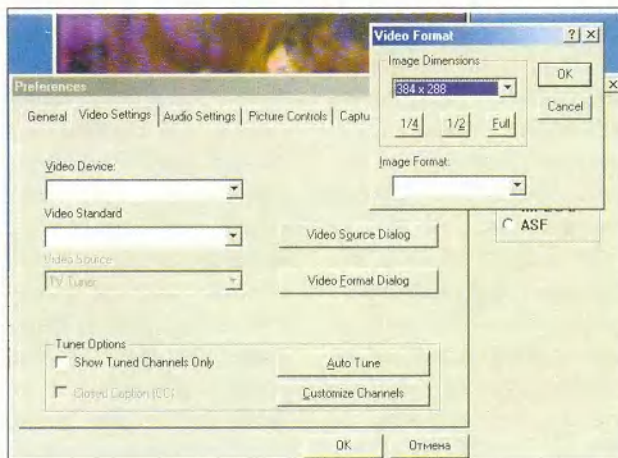 Video Format
Image Dimensions
384 x 288
1/4 1/2 Full
OK
Cancel
Image Format:
Preferences
General Video Settings Audio Settings Picture Controls Captu
Video Device:
Video Standard
Video Source
TV Tuner
Video Source Dialog
Video Format Dialog
ASF
Tuner Options
Show Tuned Channels Only
Closed Caption (CC)
Auto Tune
Customize Channels
OK Отмена